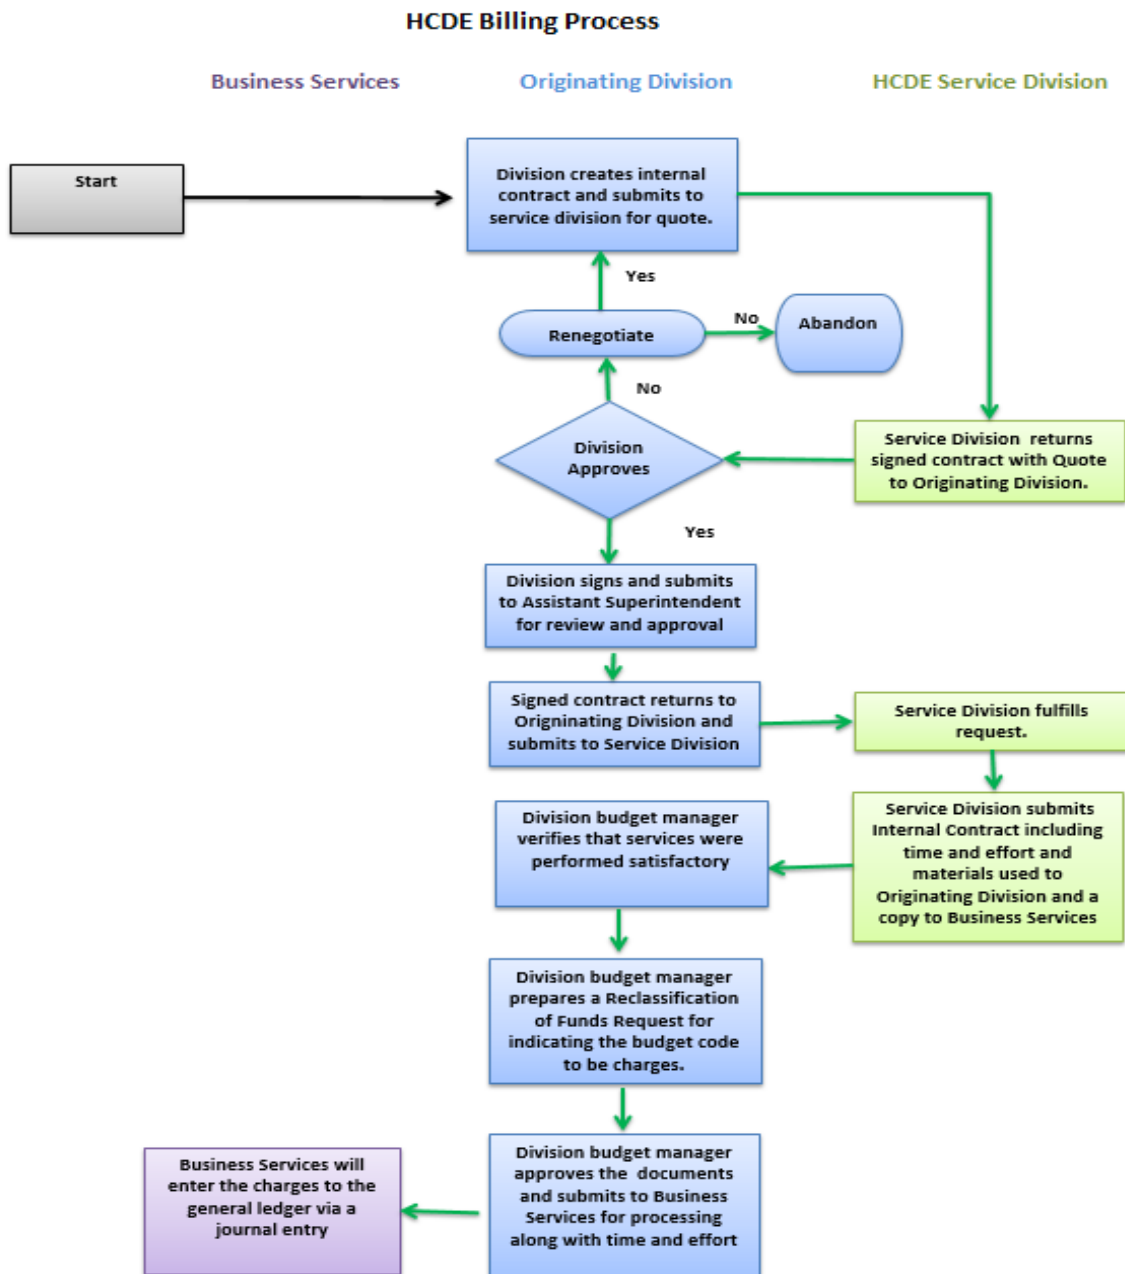 HCDE Billing Process
Business Services
Originating Division
HCDE Service Division
Start
Division creates internal
contract and submits to
service division for quote.
Yes
Renegotiate
No
Abandon
No
Division
Approves
Service Division returns
signed contract with Quote
to Originating Division.
Yes
Division signs and submits
to Assistant Superintendent
for review and approval
Signed contract returns to
Origninating Division and
submits to Service Division
Service Division fulfills
request.
Division budget manager
verifies that services were
performed satisfactory
Service Division submits
Internal Contract including
time and effort and
materials used to
Originating Division and a
copy to Business Services
Division budget manager
prepares a Reclassification
of Funds Request for
indicating the budget code
to be charges.
Division budget manager
approves the documents
and submits to Business
Services for processing
along with time and effort
Business Services will
enter the charges to the
general ledger via a
journal entry